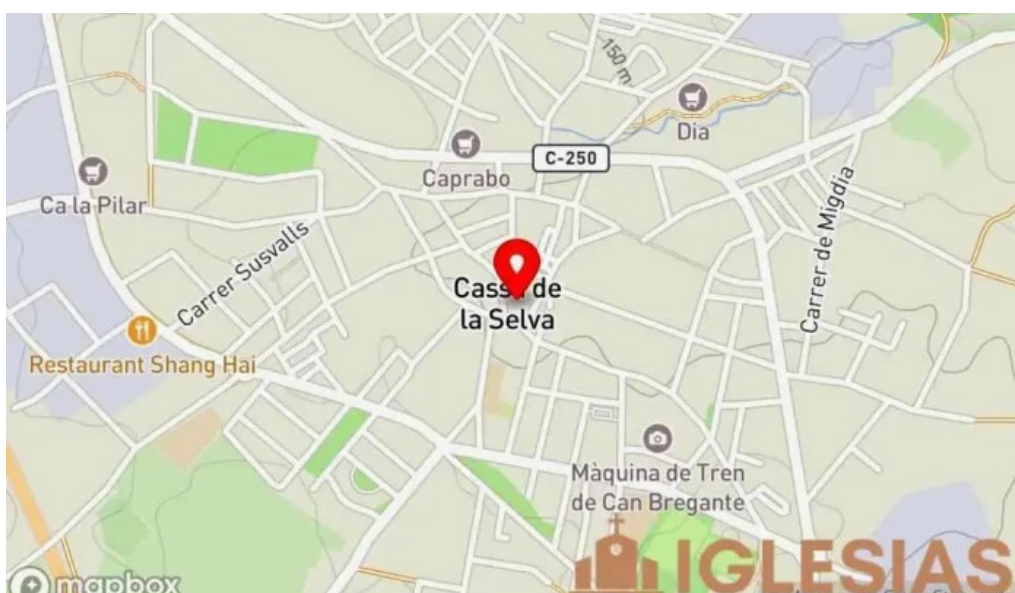 150 m
Dia
C-250
Caprabo
Ca la Pilar
Carrer de Migdia
Carrer Susvalls
Cassà de
la Selva
Restaurant Shang Hai
Màquina de Tren
de Can Bregante
IGLESIAS
mapbox